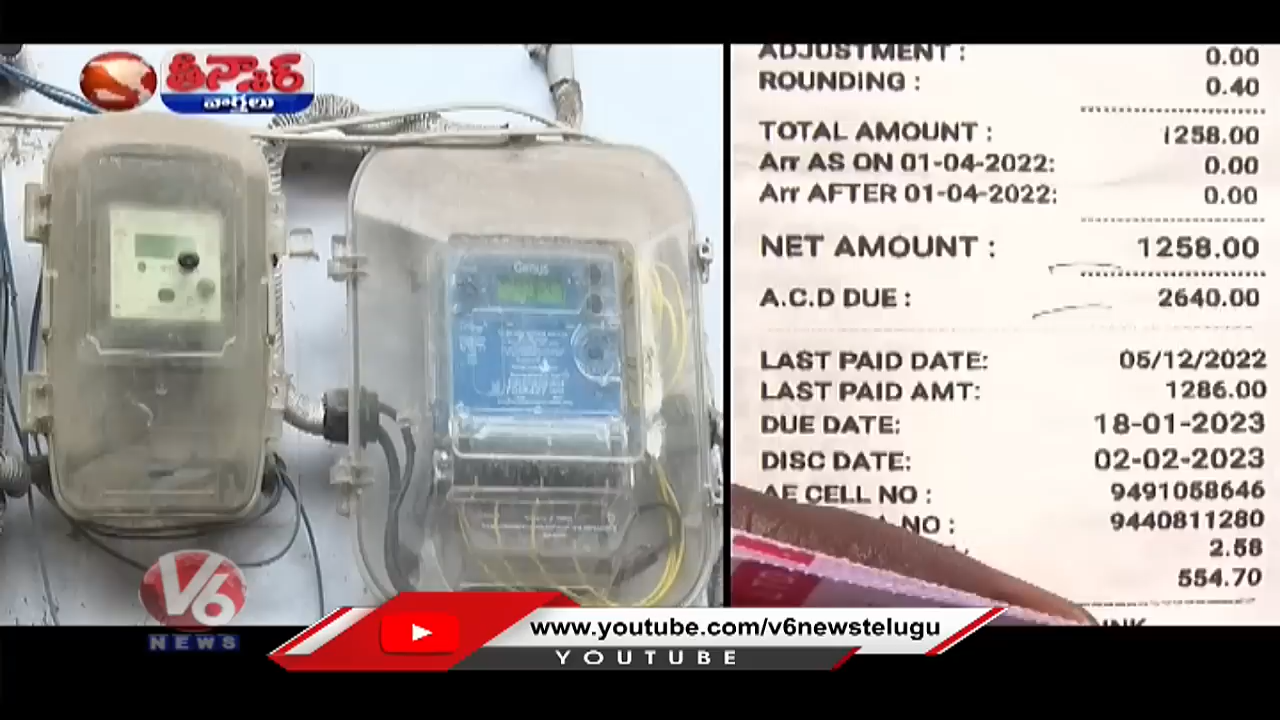 తీన్మార్
వార్తలు
Genus
ADJUSTMENT : 0.00
ROUNDING : 0.40
TOTAL AMOUNT : 1258.00
Arr AS ON 01-04-2022: 0.00
Arr AFTER 01-04-2022: 0.00
NET AMOUNT : 1258.00
A.C.D DUE : 2640.00
LAST PAID DATE: 05/12/2022
LAST PAID AMT: 1286.00
DUE DATE: 18-01-2023
DISC DATE: 02-02-2023
AE CELL NO : 9491058646
NO : 9440811280
2.58
554.70
V6
NEWS
www.youtube.com/v6newstelugu
YOUTUBE